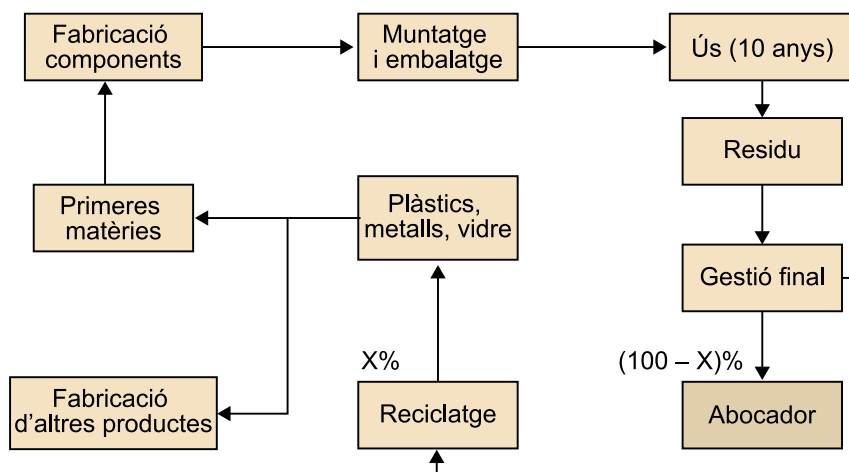 Fabricació
components
Muntatge
i embalatge
Ús (10 anys)
Residu
Primeres
matèries
Plàstics,
metalls, vidre
Gestió final
X%
(100 – X)%
Fabricació
d'altres productes
Reciclatge
Abocador